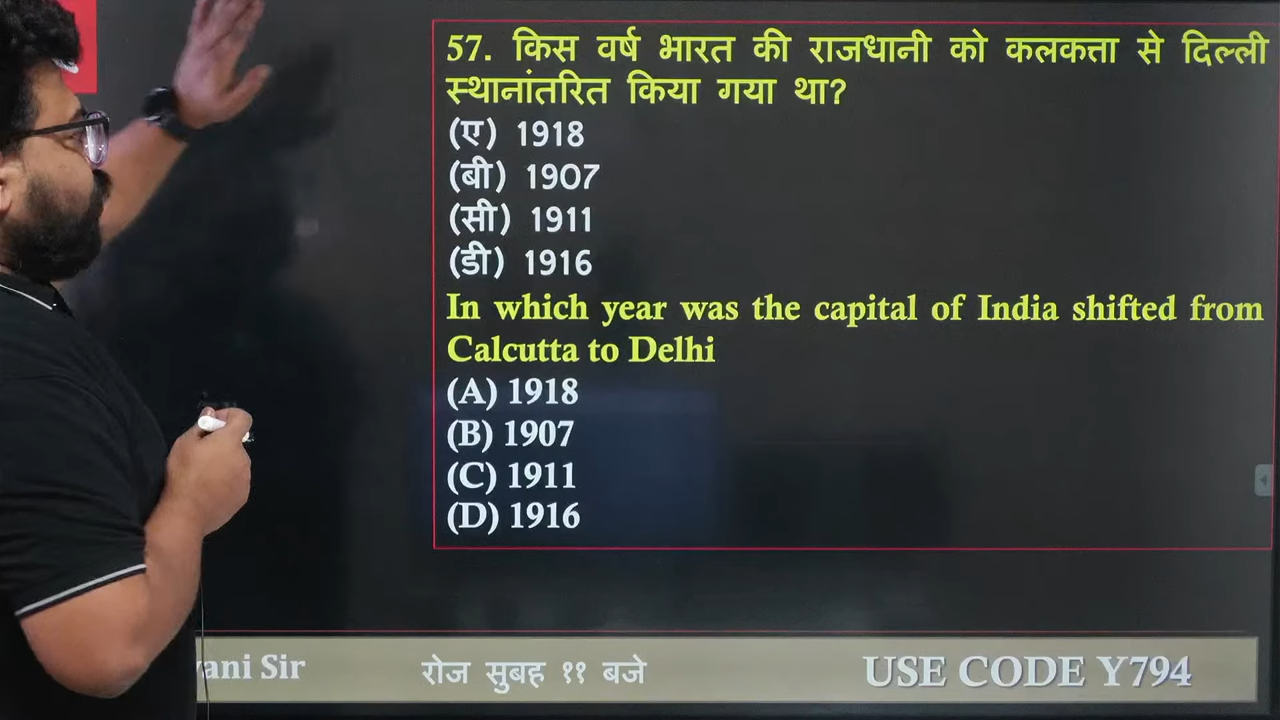 57. किस वर्ष भारत की राजधानी को कलकत्ता से दिल्ली
स्थानांतरित किया गया था?
(ए) 1918
(बी) 1907
(सी) 1911
(डी) 1916
In which year was the capital of India shifted from
Calcutta to Delhi
(A) 1918
(B) 1907
(C) 1911
(D) 1916
Sir रोज सुबह ११ बजे USE CODE Y794